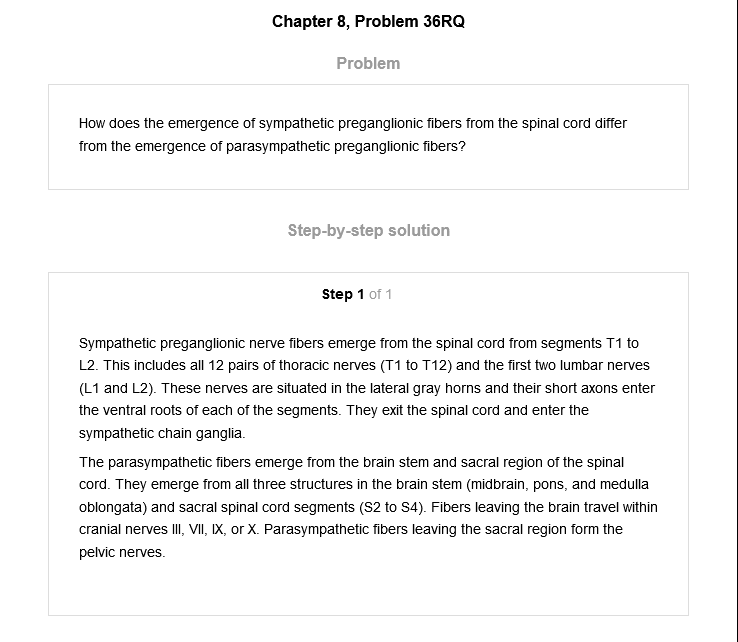 Chapter 8, Problem 36RQ
Problem
How does the emergence of sympathetic preganglionic fibers from the spinal cord differ
from the emergence of parasympathetic preganglionic fibers?
Step-by-step solution
Step 1 of 1
Sympathetic preganglionic nerve fibers emerge from the spinal cord from segments T1 to
L2. This includes all 12 pairs of thoracic nerves (T1 to T12) and the first two lumbar nerves
(L1 and L2). These nerves are situated in the lateral gray horns and their short axons enter
the ventral roots of each of the segments. They exit the spinal cord and enter the
sympathetic chain ganglia.
The parasympathetic fibers emerge from the brain stem and sacral region of the spinal
cord. They emerge from all three structures in the brain stem (midbrain, pons, and medulla
oblongata) and sacral spinal cord segments (S2 to S4). Fibers leaving the brain travel within
cranial nerves III, VII, IX, or X. Parasympathetic fibers leaving the sacral region form the
pelvic nerves.